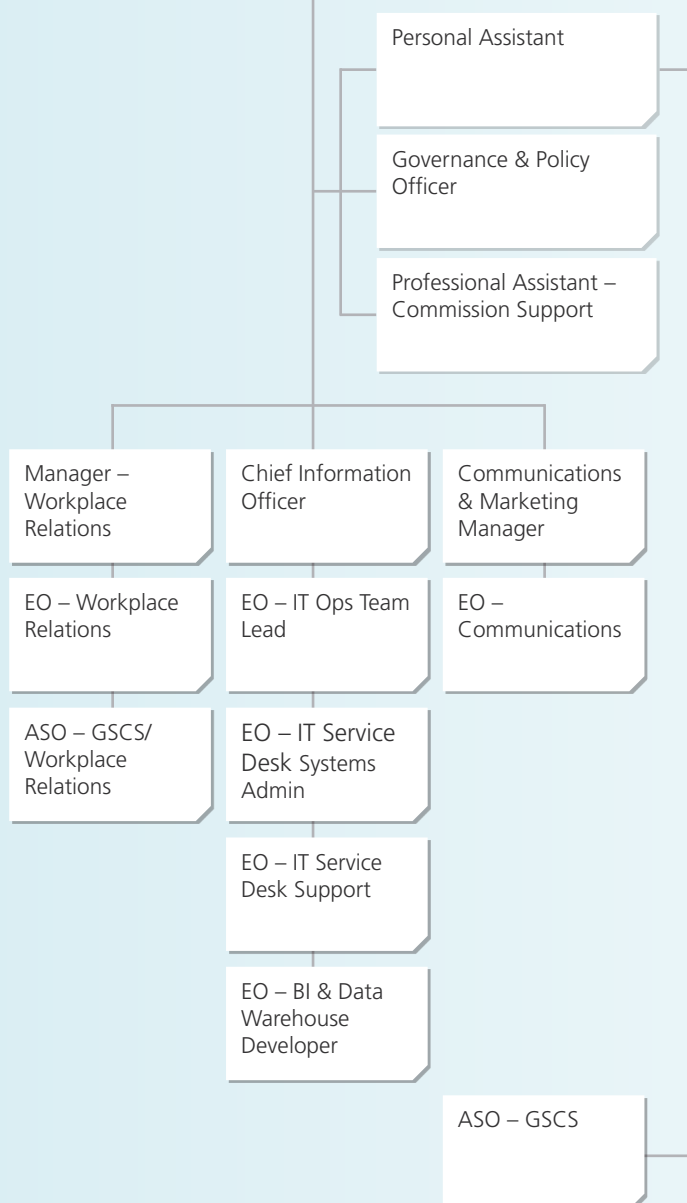 Personal Assistant
Governance & Policy
Officer
Professional Assistant –
Commission Support
Manager –
Workplace
Relations
Chief Information
Officer
Communications
& Marketing
Manager
EO – Workplace
Relations
EO – IT Ops Team
Lead
EO –
Communications
ASO – GSCS/
Workplace
Relations
EO – IT Service
Desk Systems
Admin
EO – IT Service
Desk Support
EO – BI & Data
Warehouse
Developer
ASO – GSCS